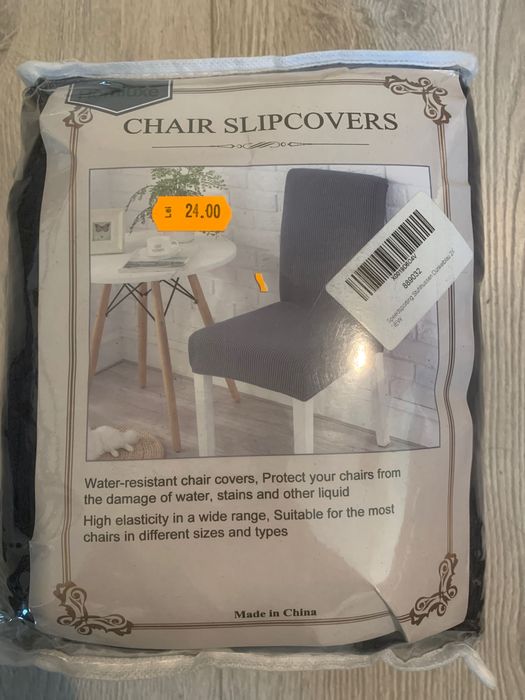 CHAIR SLIPCOVERS
Lei 24.00
889032
Water-resistant chair covers, Protect your chairs from
the damage of water, stains and other liquid
High elasticity in a wide range, Suitable for the most
chairs in different sizes and types
Made in China